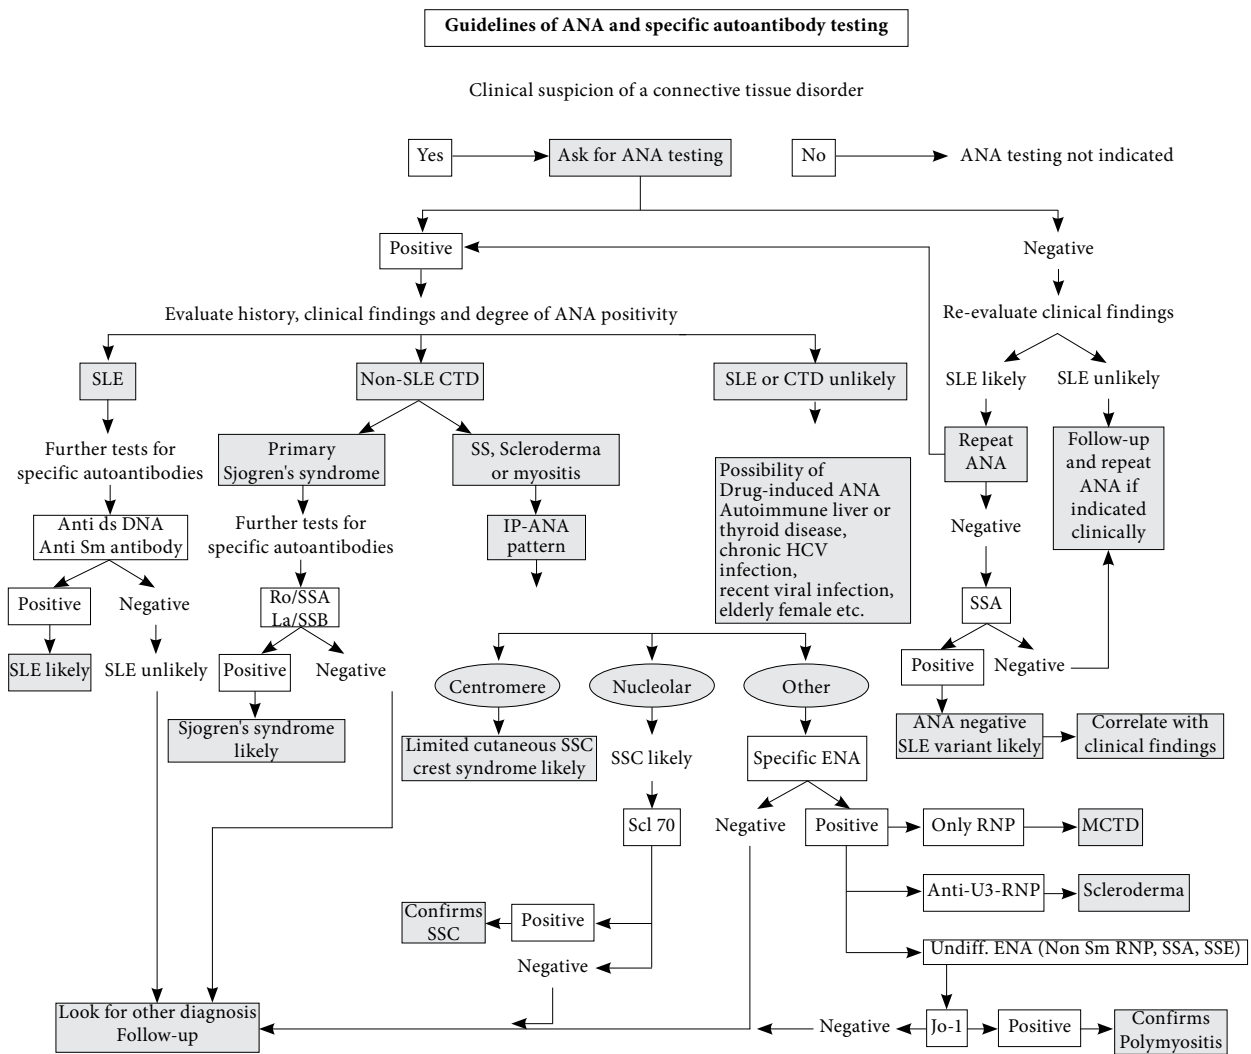 Guidelines of ANA and specific autoantibody testing
Clinical suspicion of a connective tissue disorder
Yes
Ask for ANA testing
No
ANA testing not indicated
Positive
Negative
Evaluate history, clinical findings and degree of ANA positivity
Re-evaluate clinical findings
SLE
Non-SLE CTD
SLE or CTD unlikely
SLE likely
SLE unlikely
Further tests for
specific autoantibodies
Primary
Sjogren's syndrome
SS, Scleroderma
or myositis
Repeat
ANA
Follow-up
and repeat
ANA if
indicated
clinically
Possibility of
Drug-induced ANA
Autoimmune liver or
thyroid disease,
chronic HCV
infection,
recent viral infection,
elderly female etc.
Anti ds DNA
Anti Sm antibody
Further tests for
specific autoantibodies
IP-ANA
pattern
Negative
Positive
Negative
Ro/SSA
La/SSB
SSA
SLE likely
SLE unlikely
Positive
Negative
Positive
Negative
Centromere
Nucleolar
Other
Sjogren's syndrome
likely
Limited cutaneous SSC
crest syndrome likely
SSC likely
Specific ENA
ANA negative
SLE variant likely
Correlate with
clinical findings
Scl 70
Negative
Positive
Only RNP
MCTD
Anti-U3-RNP
Scleroderma
Confirms
SSC
Positive
Negative
Undiff. ENA (Non Sm RNP, SSA, SSE)
Look for other diagnosis
Follow-up
Negative
Jo-1
Positive
Confirms
Polymyositis